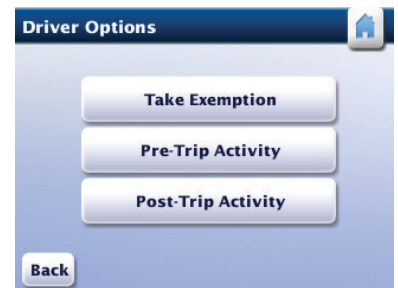 Driver Options
Take Exemption
Pre-Trip Activity
Post-Trip Activity
Back